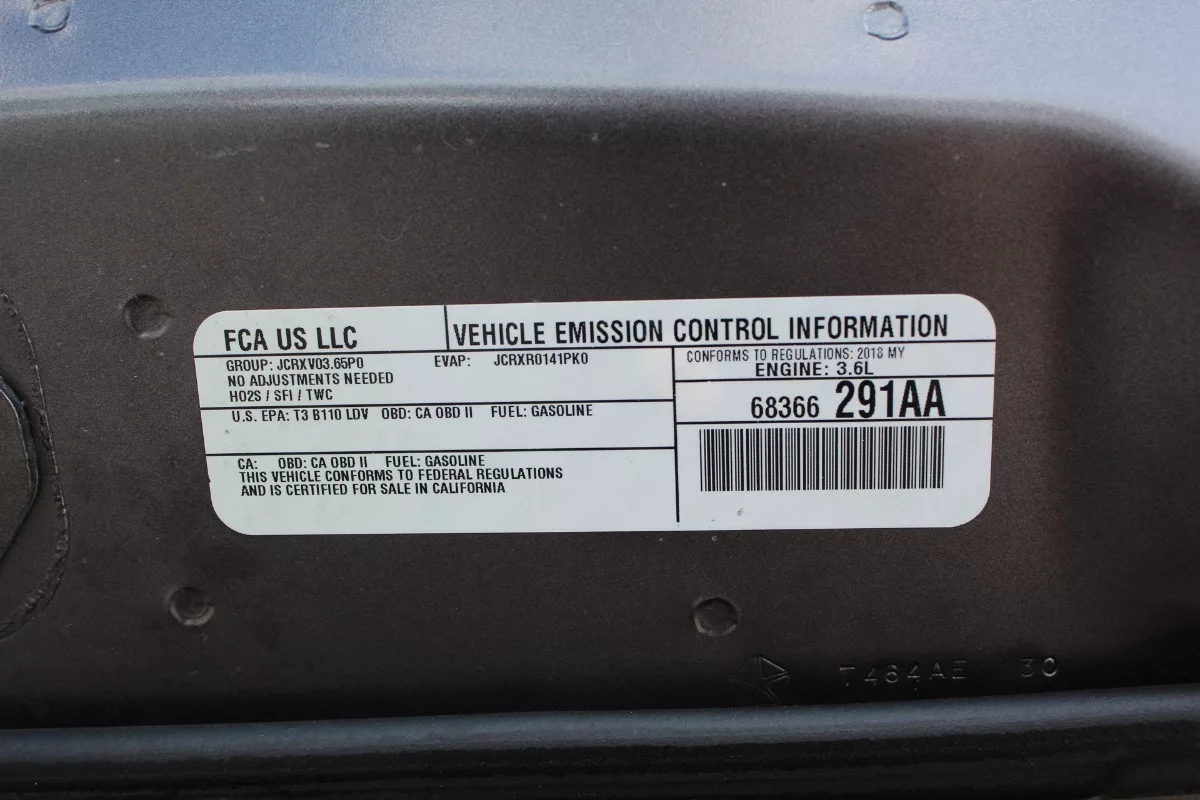 FCA US LLC
VEHICLE EMISSION CONTROL INFORMATION
GROUP: JCRXV03.65P0 EVAP: JCRXR0141PK0
NO ADJUSTMENTS NEEDED
HO2S / SFI / TWC
U.S. EPA: T3 B110 LDV OBD: CA OBD II FUEL: GASOLINE
CA: OBD: CA OBD II FUEL: GASOLINE
THIS VEHICLE CONFORMS TO FEDERAL REGULATIONS
AND IS CERTIFIED FOR SALE IN CALIFORNIA
CONFORMS TO REGULATIONS: 2018 MY
ENGINE: 3.6L
68366 291AA
T464AE 130